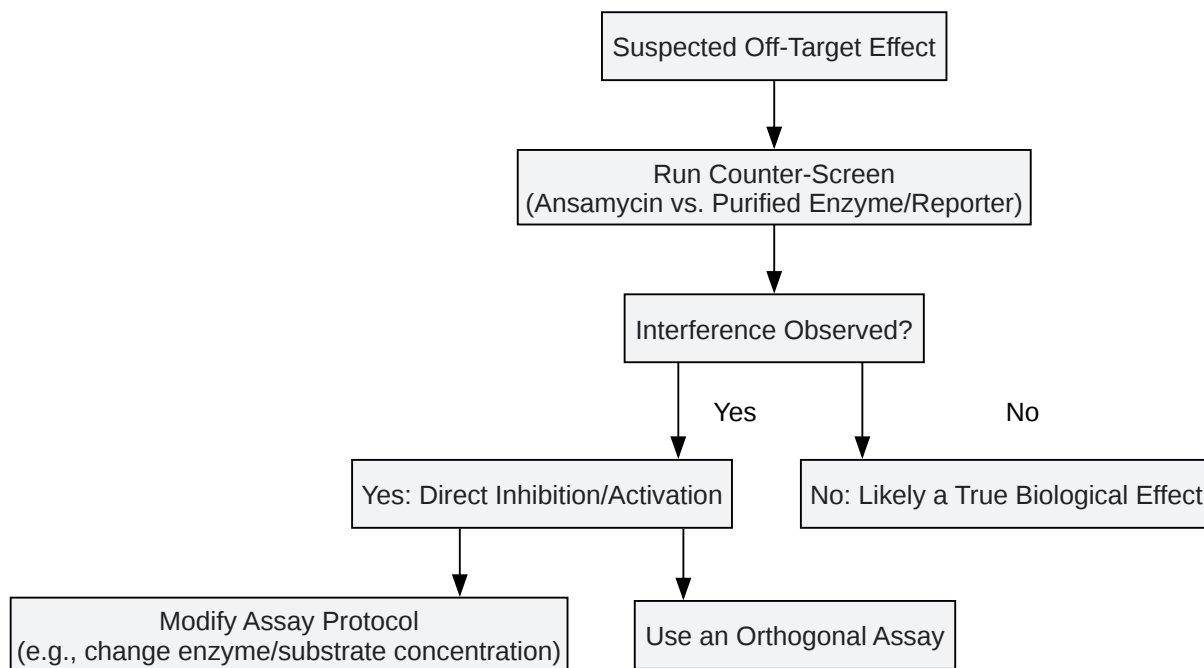 Suspected Off-Target Effect
Run Counter-Screen
(Ansamycin vs. Purified Enzyme/Reporter)
Interference Observed?
Yes
No
Yes: Direct Inhibition/Activation
No: Likely a True Biological Effect
Modify Assay Protocol
(e.g., change enzyme/substrate concentration)
Use an Orthogonal Assay